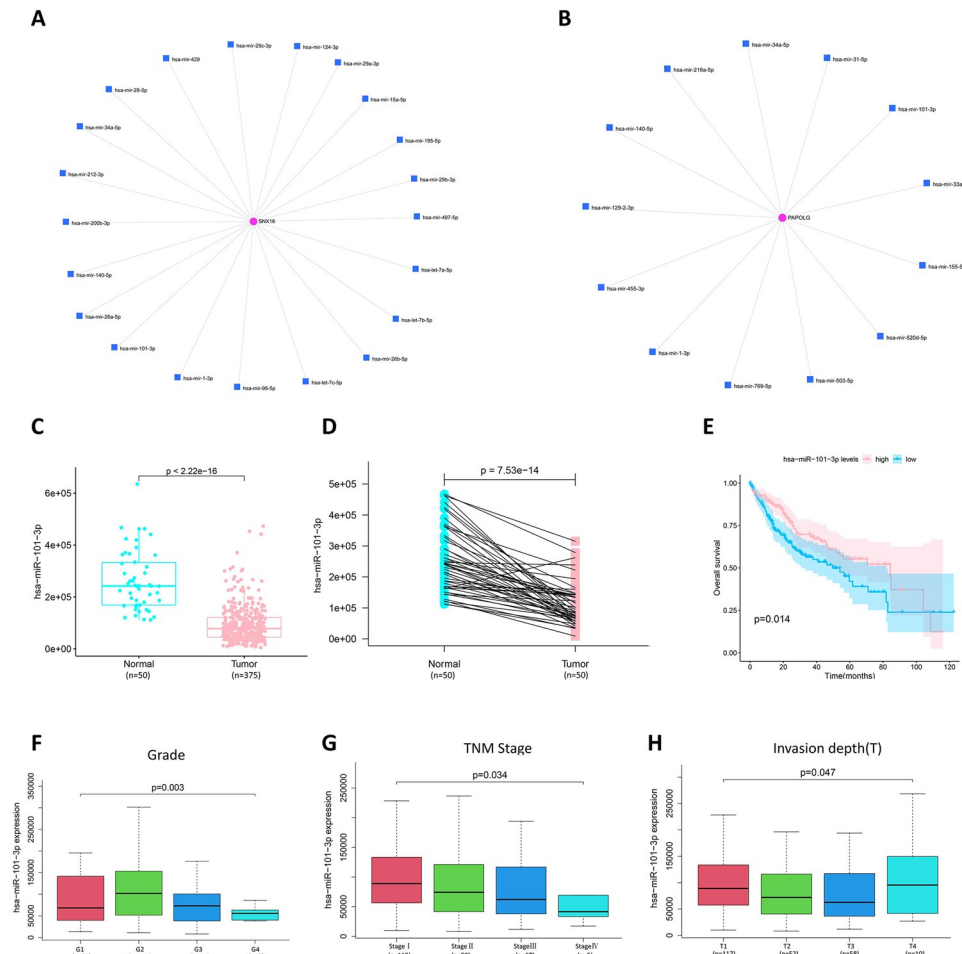 A
hsa-mir-29c-3p
hsa-mir-124-3p
hsa-mir-429
hsa-mir-29a-3p
hsa-mir-28-5p
hsa-mir-15a-5p
hsa-mir-34a-5p
hsa-mir-195-5p
hsa-mir-212-3p
hsa-mir-29b-3p
hsa-mir-497-5p
hsa-mir-200b-3p
SNX16
hsa-mir-140-5p
hsa-let-7a-5p
hsa-mir-26a-5p
hsa-let-7b-5p
hsa-mir-101-3p
hsa-mir-26b-5p
hsa-mir-1-3p
hsa-let-7c-5p
hsa-mir-96-5p
B
hsa-mir-34a-5p
hsa-mir-31-5p
hsa-mir-216a-5p
hsa-mir-101-3p
hsa-mir-140-5p
hsa-mir-33a
hsa-mir-129-2-3p
PAPOLG
hsa-mir-155-5
hsa-mir-455-3p
hsa-mir-520d-5p
hsa-mir-1-3p
hsa-mir-503-5p
hsa-mir-769-5p
C
p < 2.22e−16
6e+05
4e+05
2e+05
0e+00
hsa−miR−101−3p
Normal
Tumor
(n=50)
(n=375)
D
p = 7.53e−14
5e+05
4e+05
3e+05
2e+05
1e+05
0e+00
hsa−miR−101−3p
Normal
Tumor
(n=50)
(n=50)
E
hsa−miR−101−3p levels high low
1.00
0.75
0.50
0.25
0.00
Overall survival
p=0.014
0 20 40 60 80 100 120
Time(months)
F
Grade
p=0.003
350000
250000
150000
50000
0
hsa−miR−101−3p expression
G1 G2 G3 G4
G
TNM Stage
p=0.034
250000
150000
100000
50000
0
hsa−miR−101−3p expression
Stage I Stage II StageIII StageIV
H
Invasion depth(T)
p=0.047
250000
150000
100000
50000
0
hsa−miR−101−3p expression
T1 T2 T3 T4
(n=112) (n=52) (n=58) (n=10)